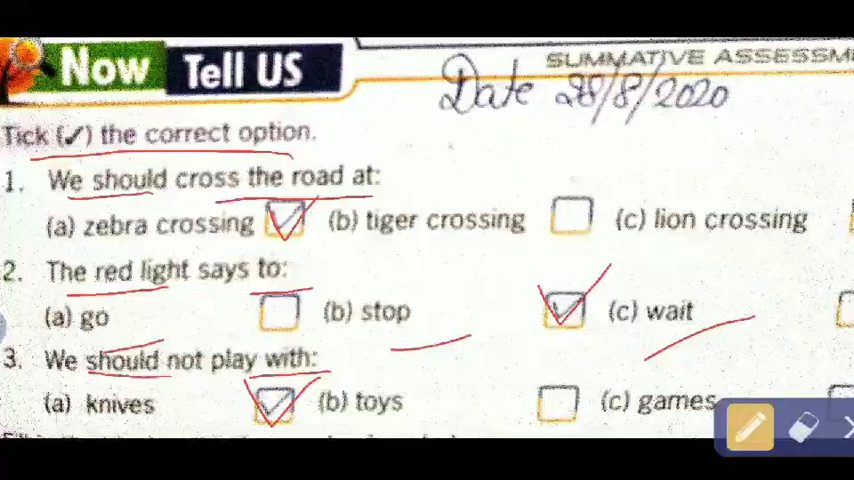 Now Tell US
SUMMATIVE ASSESSM
Date 28/8/2020
Tick (✓) the correct option.
1. We should cross the road at:
(a) zebra crossing (b) tiger crossing (c) lion crossing
2. The red light says to:
(a) go (b) stop (c) wait
3. We should not play with:
(a) knives (b) toys (c) games